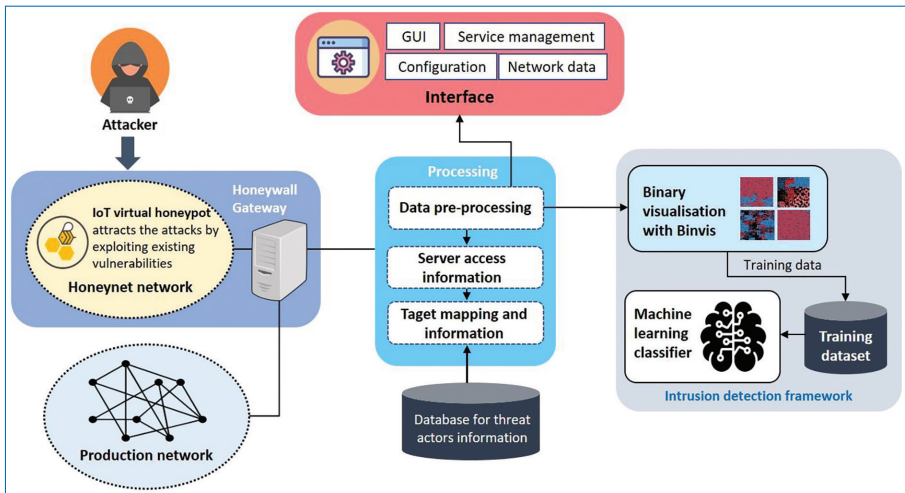 GUI
Service management
Configuration
Network data
Interface
Attacker
Honeywall
Gateway
IoT virtual honeypot
attracts the attacks by
exploiting existing
vulnerabilities
Honeynet network
Production network
Processing
Data pre-processing
Server access
information
Taget mapping and
information
Database for threat
actors information
Binary
visualisation
with Binvis
Training data
Machine
learning
classifier
Training
dataset
Intrusion detection framework